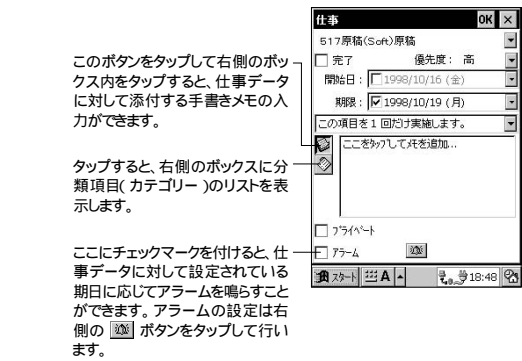 このボタンをタップして右側のボッ
クス内をタップすると、仕事データ
に対して添付する手書きメモの入
力ができます。
タップすると、右側のボックスに分
類項目( カテゴリー )のリストを表
示します。
ここにチェックマークを付けると、仕
事データに対して設定されている
期日に応じてアラームを鳴らすこと
ができます。アラームの設定は右
側の ボタンをタップして行い
ます。
仕事 OK ×
517原稿(Soft)原稿
完了 優先度： 高
開始日： 1998/10/16 (金)
期限： 1998/10/19 (月)
この項目を１回だけ実施します。
ここをﾀｯﾌﾟしてﾒﾓを追加...
ﾌﾟﾗｲﾍﾞｰﾄ
ｱﾗｰﾑ
ｽﾀｰﾄ A 18:48